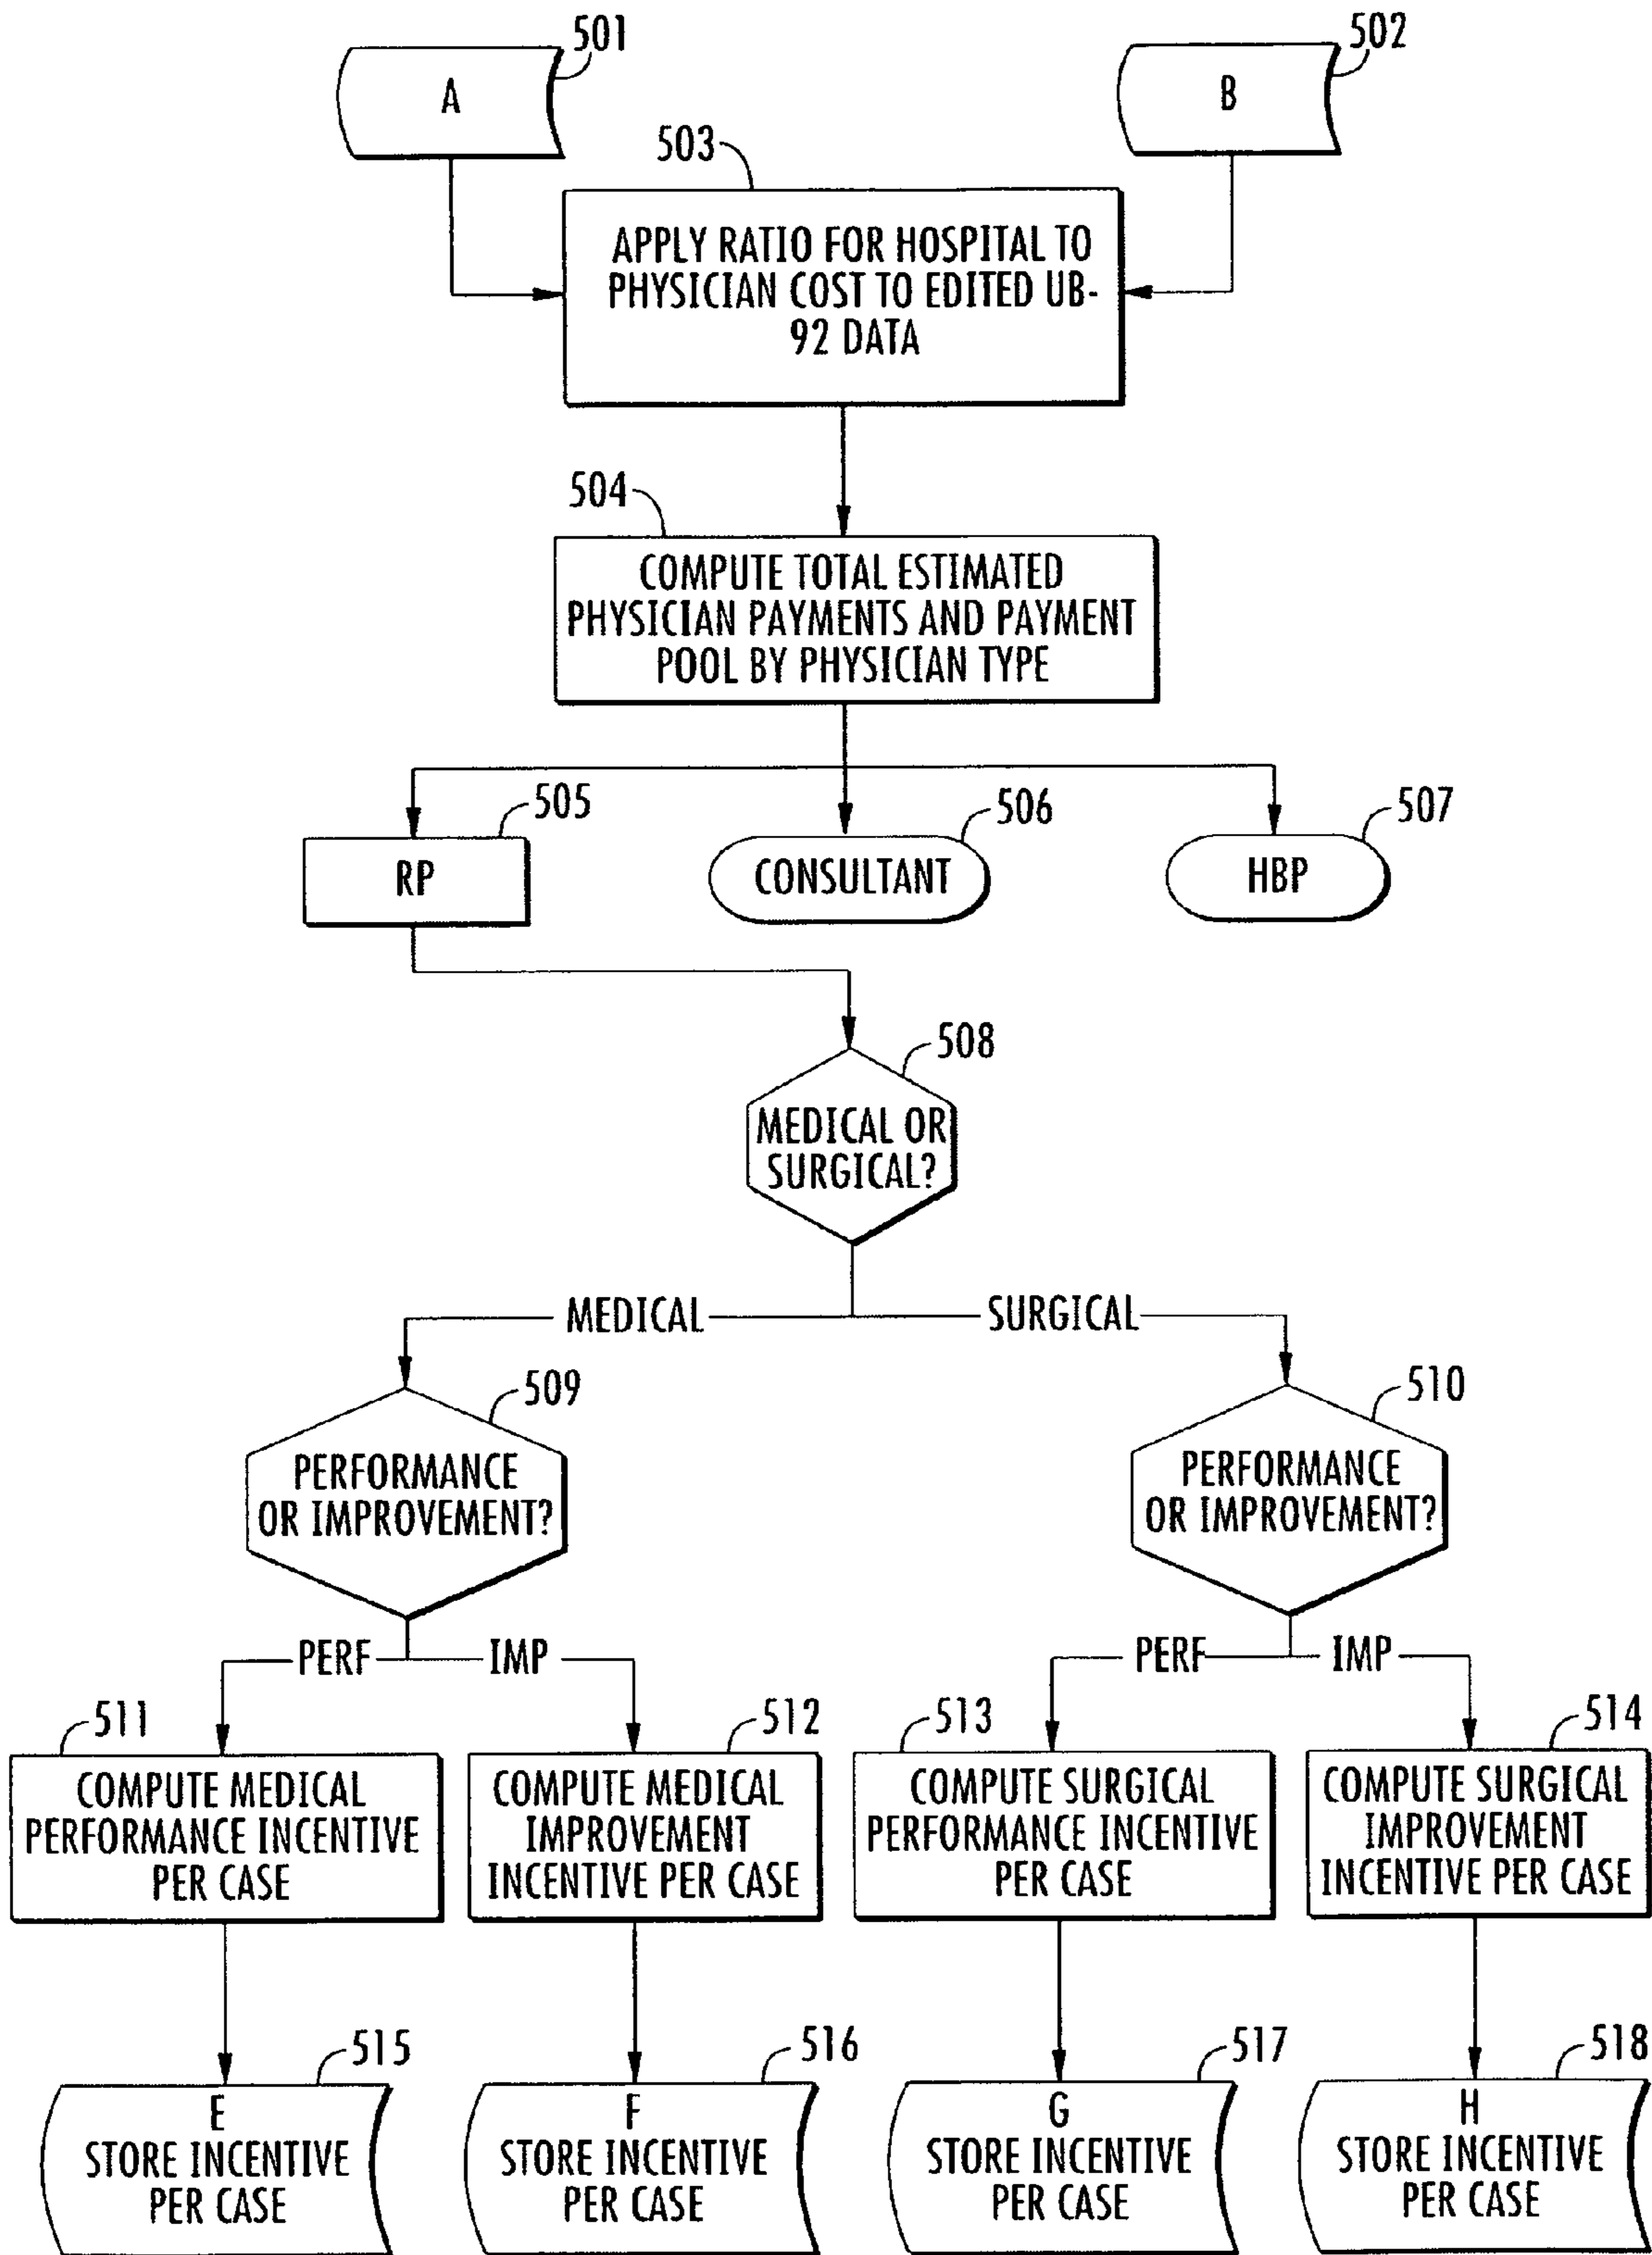 501
502
A
B
503
APPLY RATIO FOR HOSPITAL TO
PHYSICIAN COST TO EDITED UB-
92 DATA
504
COMPUTE TOTAL ESTIMATED
PHYSICIAN PAYMENTS AND PAYMENT
POOL BY PHYSICIAN TYPE
505
506
507
RP
CONSULTANT
HBP
508
MEDICAL OR
SURGICAL?
MEDICAL
SURGICAL
509
510
PERFORMANCE
OR IMPROVEMENT?
PERFORMANCE
OR IMPROVEMENT?
PERF
IMP
PERF
IMP
511
512
513
514
COMPUTE MEDICAL
PERFORMANCE INCENTIVE
PER CASE
COMPUTE MEDICAL
IMPROVEMENT
INCENTIVE PER CASE
COMPUTE SURGICAL
PERFORMANCE INCENTIVE
PER CASE
COMPUTE SURGICAL
IMPROVEMENT
INCENTIVE PER CASE
515
516
517
518
E
STORE INCENTIVE
PER CASE
F
STORE INCENTIVE
PER CASE
G
STORE INCENTIVE
PER CASE
H
STORE INCENTIVE
PER CASE